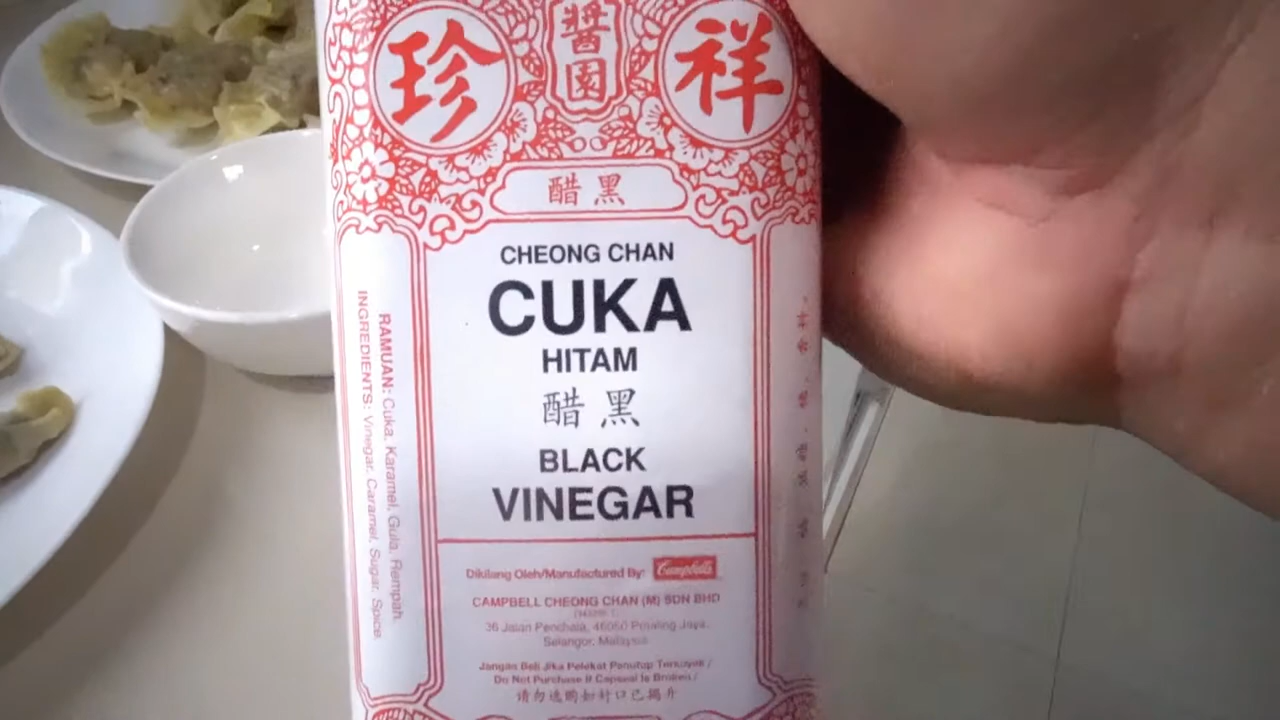 珍 醬園 祥
醋黑
CHEONG CHAN
CUKA
HITAM
醋黑
BLACK
VINEGAR
Dikilang Oleh/Manufactured By: Campbell's
CAMPBELL CHEONG CHAN (M) SDN BHD
36 Jalan Penchala, 46050 Petaling Jaya,
Selangor, Malaysia
Jangan Beli Jika Pelekat Penutup Terkoyak /
Do Not Purchase If Capseal Is Broken /
请勿选购如封口已揭开
RAMUAN: Cuka, Karamel, Gula, Rempah.
INGREDIENTS: Vinegar, Caramel, Sugar, Spice.